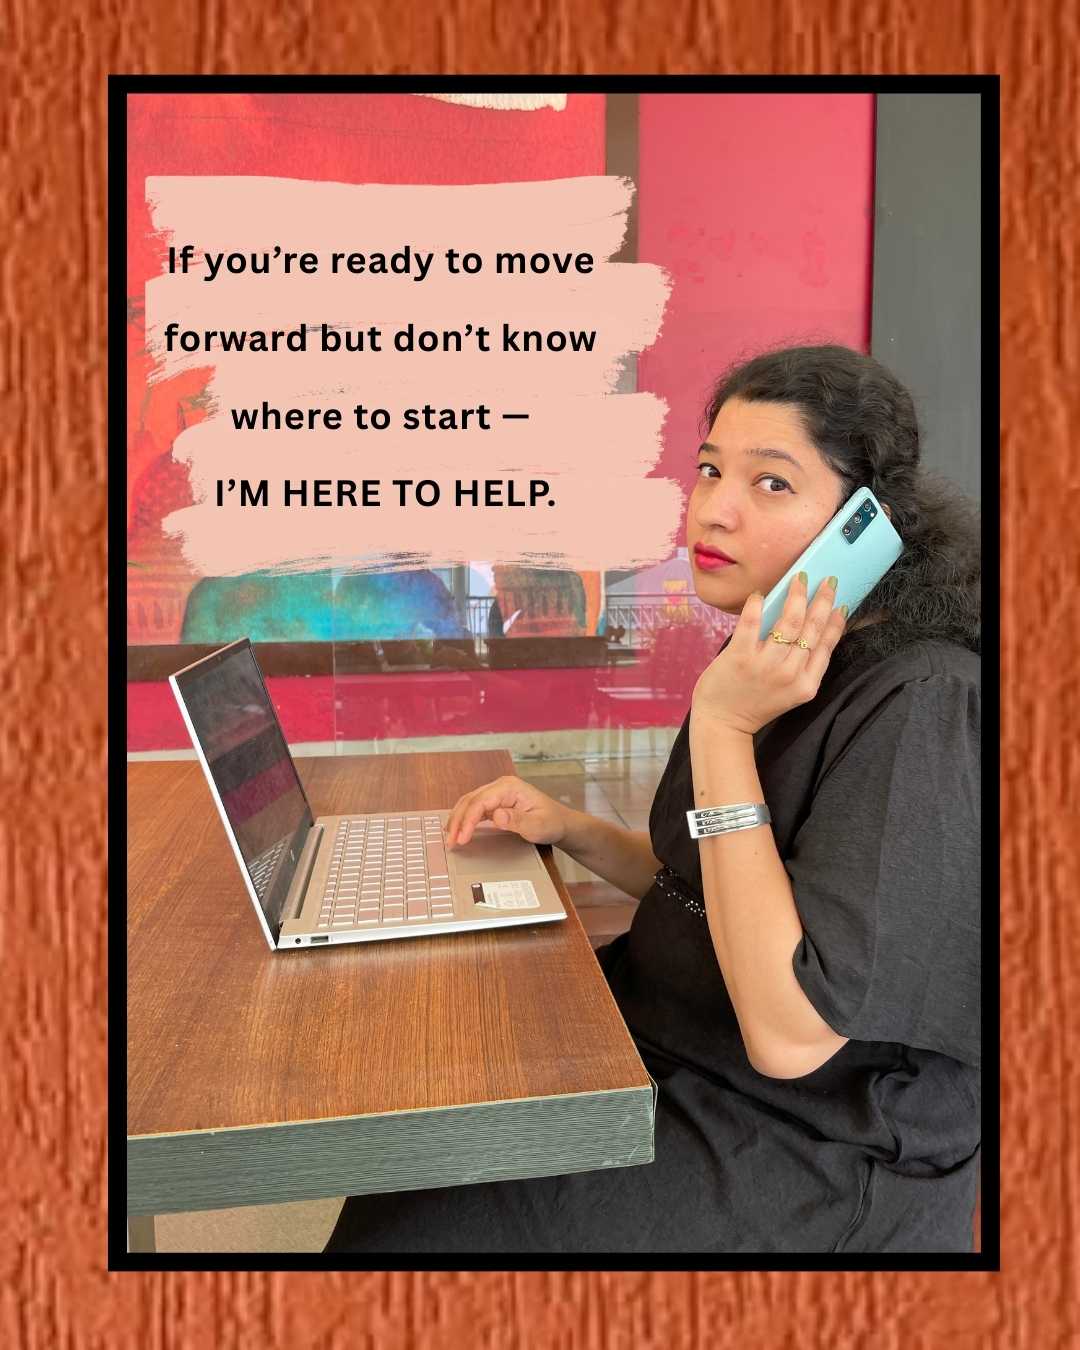 If you’re ready to move
forward but don’t know
where to start —
I’M HERE TO HELP.